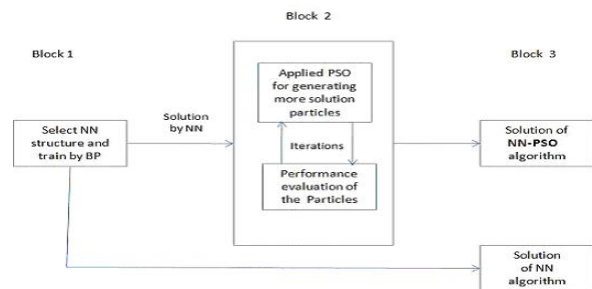 Block 2
Block 1
Block 3
Applied PSO
for generating
more solution
particles
Solution
by NN
Select NN
structure and
train by BP
Iterations
Solution of
NN-PSO
algorithm
Performance
evaluation of
the Particles
Solution
of NN
algorithm